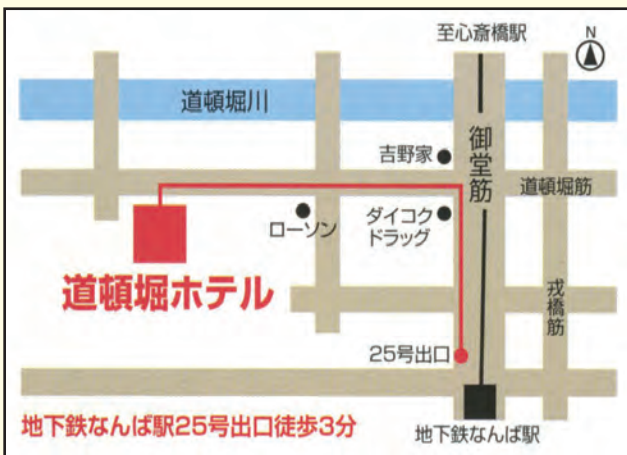 至心斎橋駅
N
道頓堀川
御堂筋
吉野家
道頓堀筋
ローソン
ダイコク
ドラッグ
道頓堀ホテル
戎橋筋
25号出口
地下鉄なんば駅25号出口徒歩3分
地下鉄なんば駅